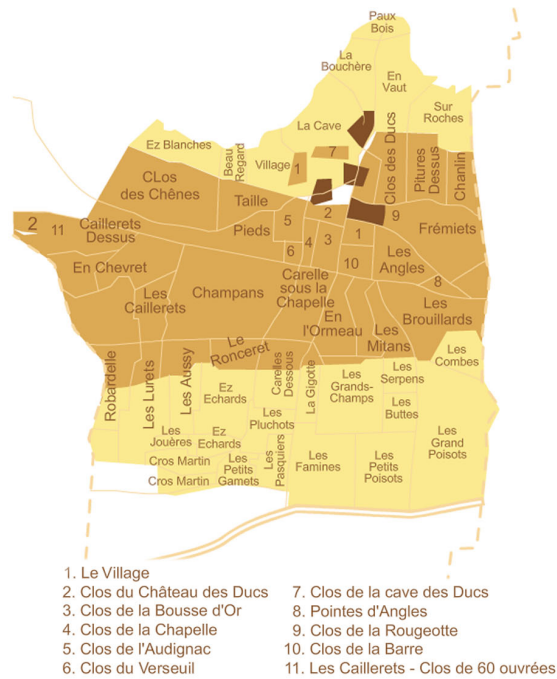 Paux
Bois
La
Bouchère
En
Vaut
Sur
Roches
La Cave
Ez Blanches
Beau
Regard
Village
1
7
Clos des Ducs
Pitures
Dessus
Chanlin
CLos
des Chênes
Taille
Pieds
5
2
9
Frémiets
2
11
Caillerets
Dessus
6
4
3
1
10
Les
Angles
En Chevret
8
Les
Caillerets
Champans
Carelle
sous la
Chapelle
En
l'Ormeau
Les
Mitans
Les
Brouillards
Le
Ronceret
Robardelle
Les Lurets
Les Aussy
Carelles
Dessous
La Gigotte
Les
Combes
Les
Serpens
Ez
Echards
Les
Grands-
Champs
Les
Buttes
Les
Pluchots
Les
Jouères
Ez
Echards
Les
Grand
Poisots
Cros Martin
Cros Martin
Les
Petits
Gamets
Les
Pasquiers
Les
Famines
Les
Petits
Poisots
1. Le Village
2. Clos du Château des Ducs
3. Clos de la Bousse d'Or
4. Clos de la Chapelle
5. Clos de l'Audignac
6. Clos du Verseuil
7. Clos de la cave des Ducs
8. Pointes d'Angles
9. Clos de la Rougeotte
10. Clos de la Barre
11. Les Caillerets - Clos de 60 ouvrées